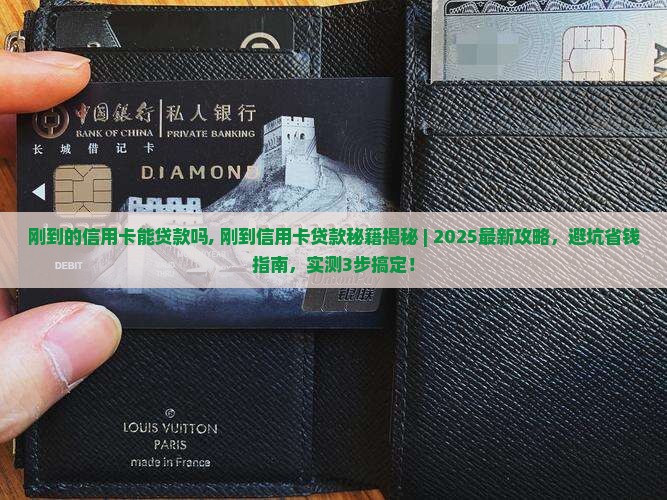 中国银行 私人银行
BANK OF CHINA PRIVATE BANKING
长城借记卡
DIAMOND
刚到的信用卡能贷款吗, 刚到信用卡贷款秘籍揭秘 | 2025最新攻略，避坑省钱
指南，实测3步搞定！
DEBIT
银联
LOUIS VUITTON
PARIS
made in France